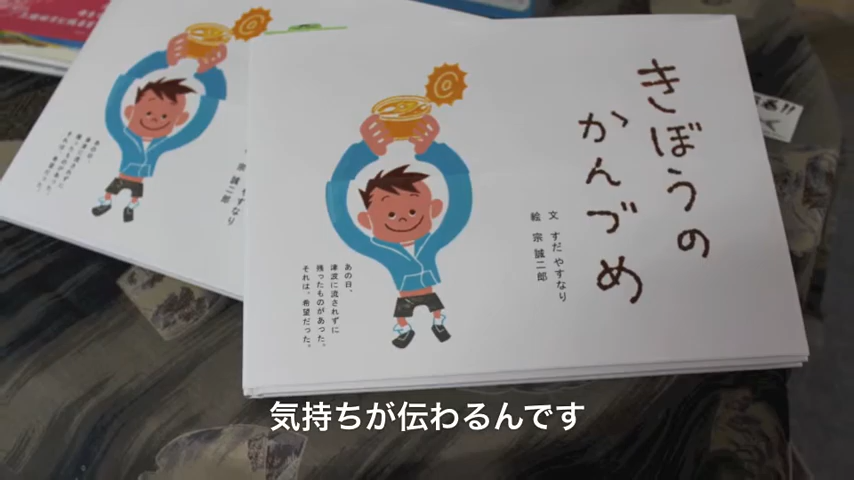 きぼうの
かんづめ
文 すだ やすなり
絵 宗 誠二郎
あの日、
津波に流されずに
残ったものがあった。
それは、希望だった。
気持ちが伝わるんです